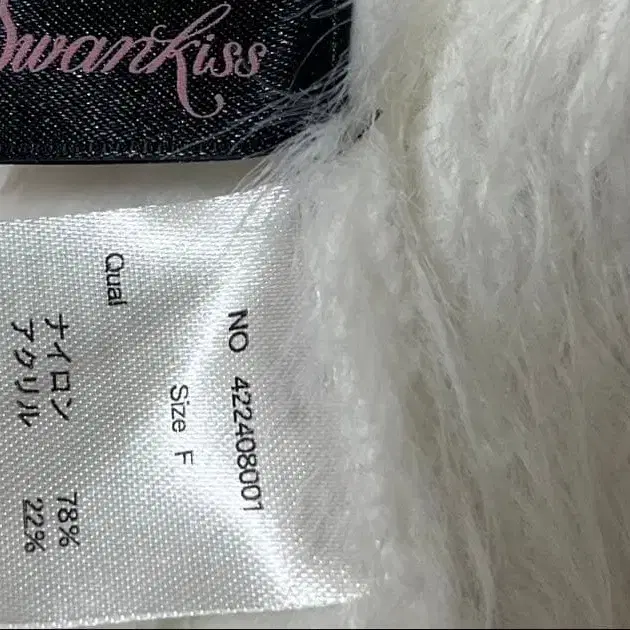 Swankiss
NO 422408001
Size F
Qual
ナイロン 78%
アクリル 22%